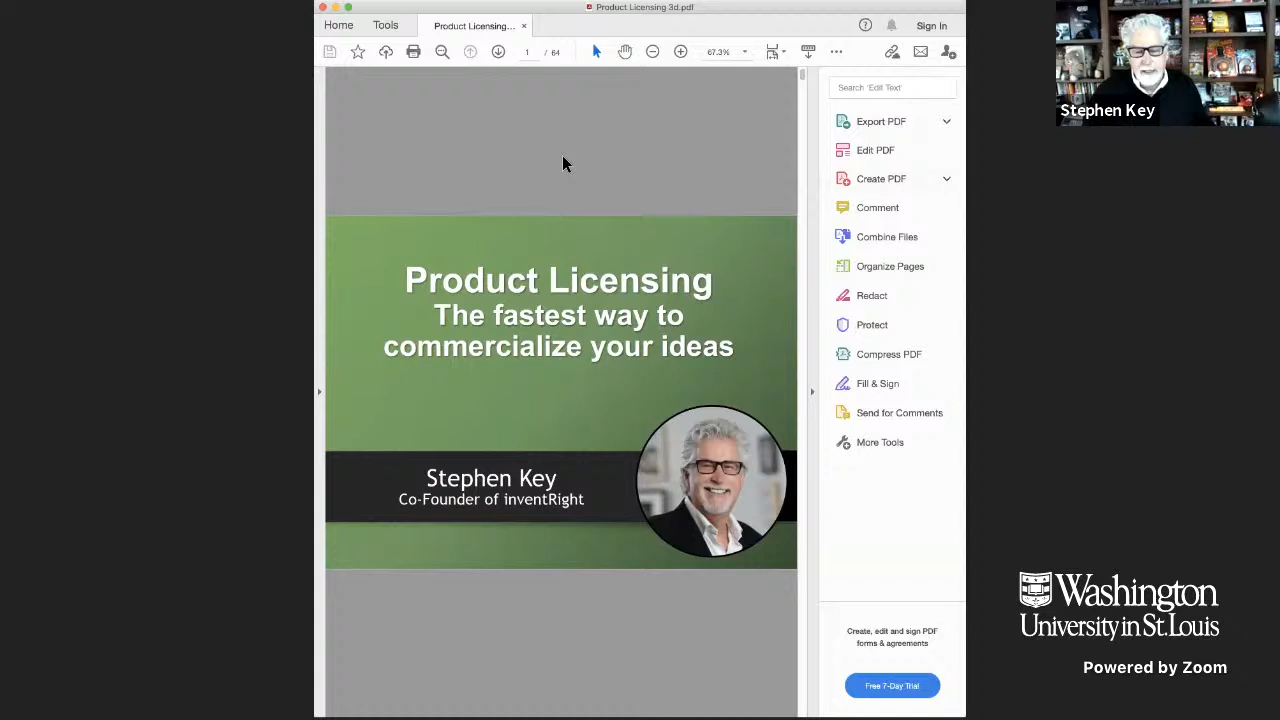 Product Licensing 3d.pdf
Home
Tools
Product Licensing...
×
Sign In
1 / 64
67.3%
Search 'Edit Text'
Export PDF
Edit PDF
Create PDF
Comment
Combine Files
Organize Pages
Redact
Protect
Compress PDF
Fill & Sign
Send for Comments
More Tools
Create, edit and sign PDF
forms & agreements
Free 7-Day Trial
Product Licensing
The fastest way to
commercialize your ideas
Stephen Key
Co-Founder of inventRight
Stephen Key
Washington
University in St. Louis
Powered by Zoom